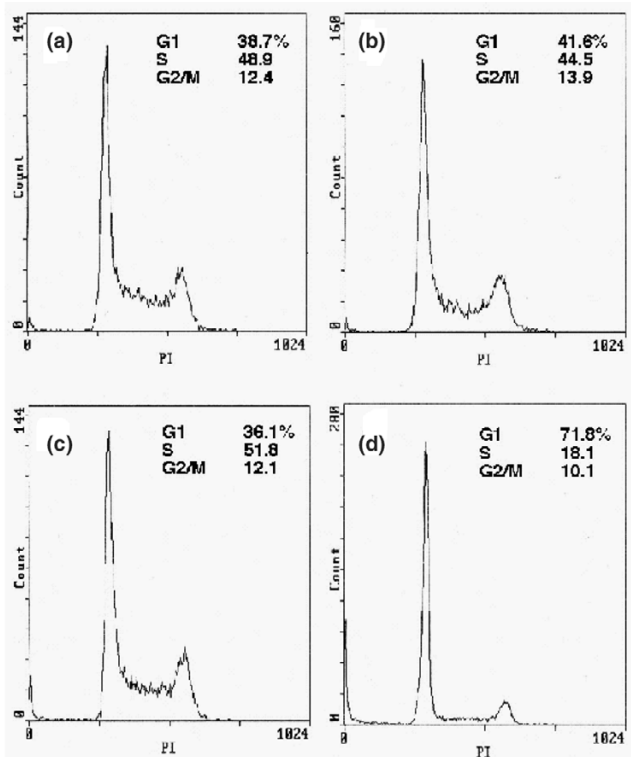 144
(a)
G1 38.7%
S 48.9
G2/M 12.4
Count
0
0 1024
PI
160
(b)
G1 41.6%
S 44.5
G2/M 13.9
Count
0
0 1024
PI
144
(c)
G1 36.1%
S 51.8
G2/M 12.1
Count
0
0 1024
PI
200
(d)
G1 71.8%
S 18.1
G2/M 10.1
Count
0
0 1024
PI